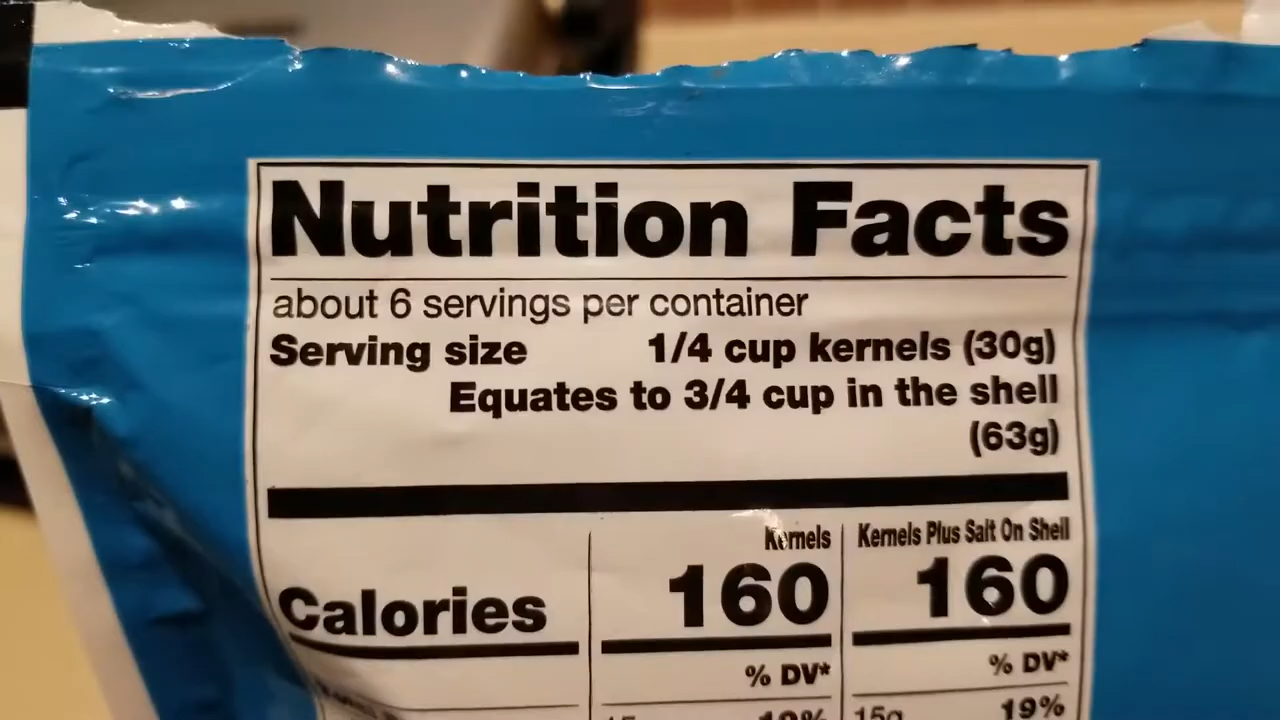 Nutrition Facts
about 6 servings per container
Serving size 1/4 cup kernels (30g)
Equates to 3/4 cup in the shell
(63g)
Kernels Kernels Plus Salt On Shell
Calories 160 160
% DV* % DV*
19% 15g 19%